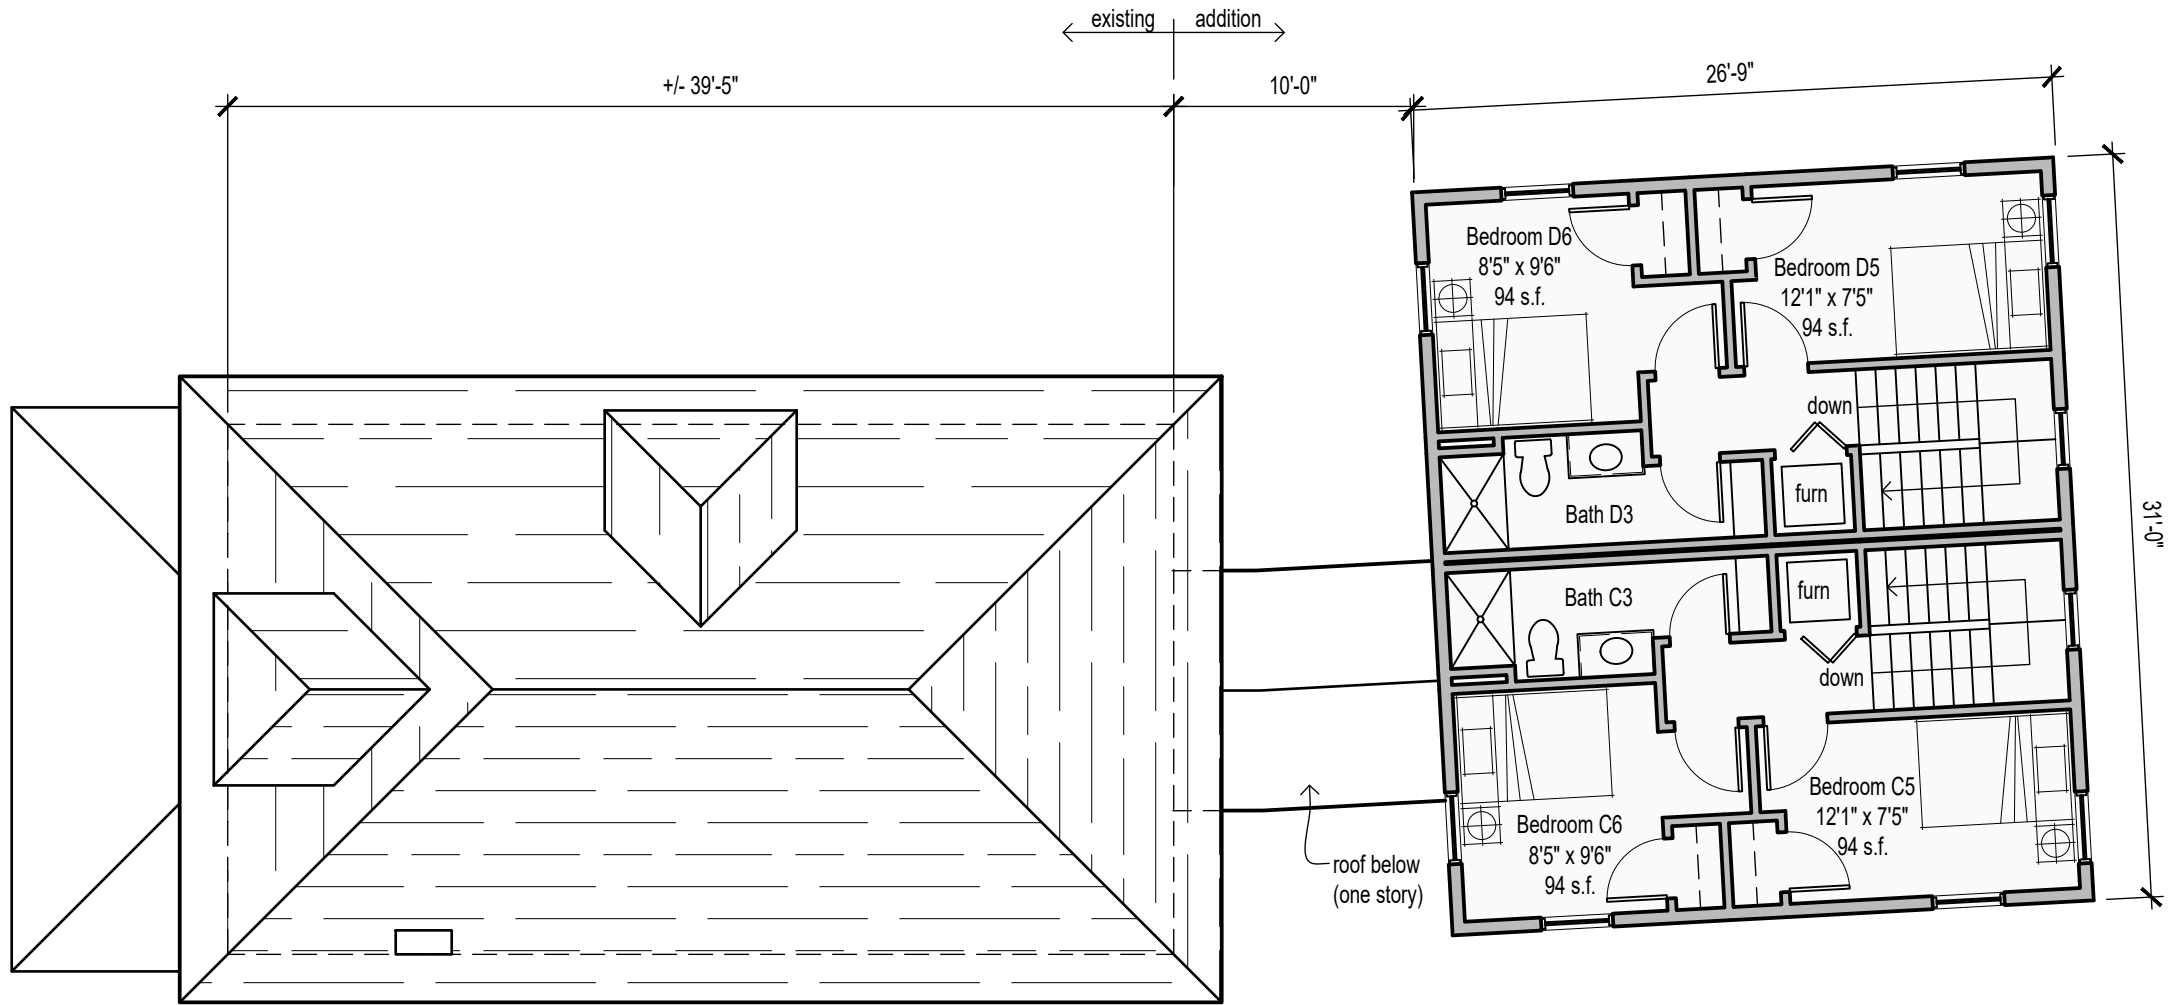 existing
addition
+/- 39'-5"
10'-0"
26'-9"
Bedroom D6
8'5" x 9'6"
94 s.f.
Bedroom D5
12'1" x 7'5"
94 s.f.
down
furn
Bath D3
31'-0"
Bath C3
furn
down
Bedroom C5
12'1" x 7'5"
94 s.f.
Bedroom C6
8'5" x 9'6"
94 s.f.
roof below
(one story)